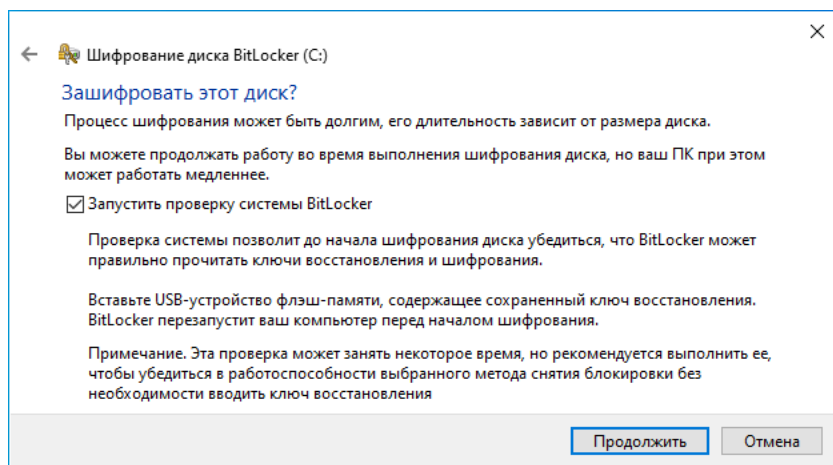 Шифрование диска BitLocker (C:)
Зашифровать этот диск?
Процесс шифрования может быть долгим, его длительность зависит от размера диска.
Вы можете продолжать работу во время выполнения шифрования диска, но ваш ПК при этом
может работать медленнее.
Запустить проверку системы BitLocker
Проверка системы позволит до начала шифрования диска убедиться, что BitLocker может
правильно прочитать ключи восстановления и шифрования.
Вставьте USB-устройство флэш-памяти, содержащее сохраненный ключ восстановления.
BitLocker перезапустит ваш компьютер перед началом шифрования.
Примечание. Эта проверка может занять некоторое время, но рекомендуется выполнить ее,
чтобы убедиться в работоспособности выбранного метода снятия блокировки без
необходимости вводить ключ восстановления
Продолжить
Отмена